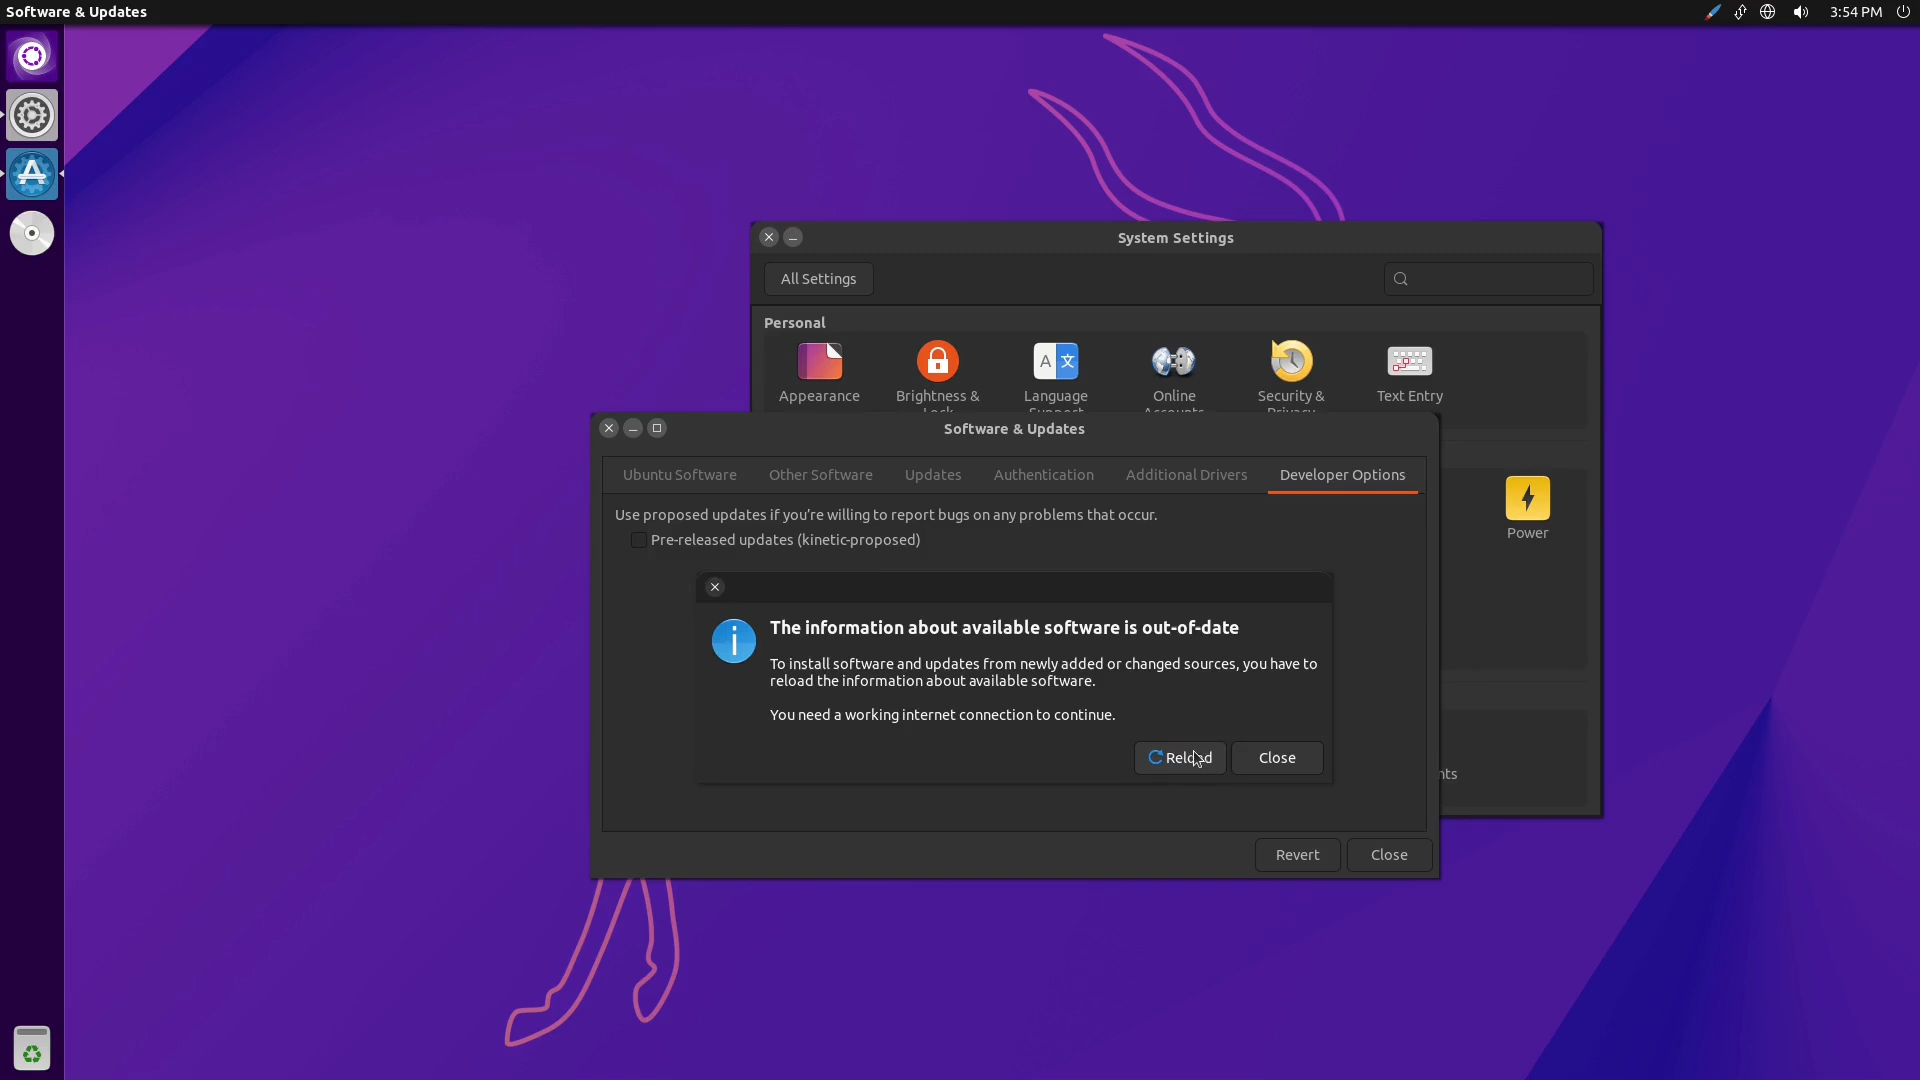 Software & Updates
3:54 PM
System Settings
All Settings
Personal
Appearance
Brightness &
Lock
Language
Support
Online
Accounts
Security &
Privacy
Text Entry
Software & Updates
Ubuntu Software
Other Software
Updates
Authentication
Additional Drivers
Developer Options
Use proposed updates if you’re willing to report bugs on any problems that occur.
Pre-released updates (kinetic-proposed)
Power
The information about available software is out-of-date
To install software and updates from newly added or changed sources, you have to
reload the information about available software.
You need a working internet connection to continue.
Reload
Close
nts
Revert
Close